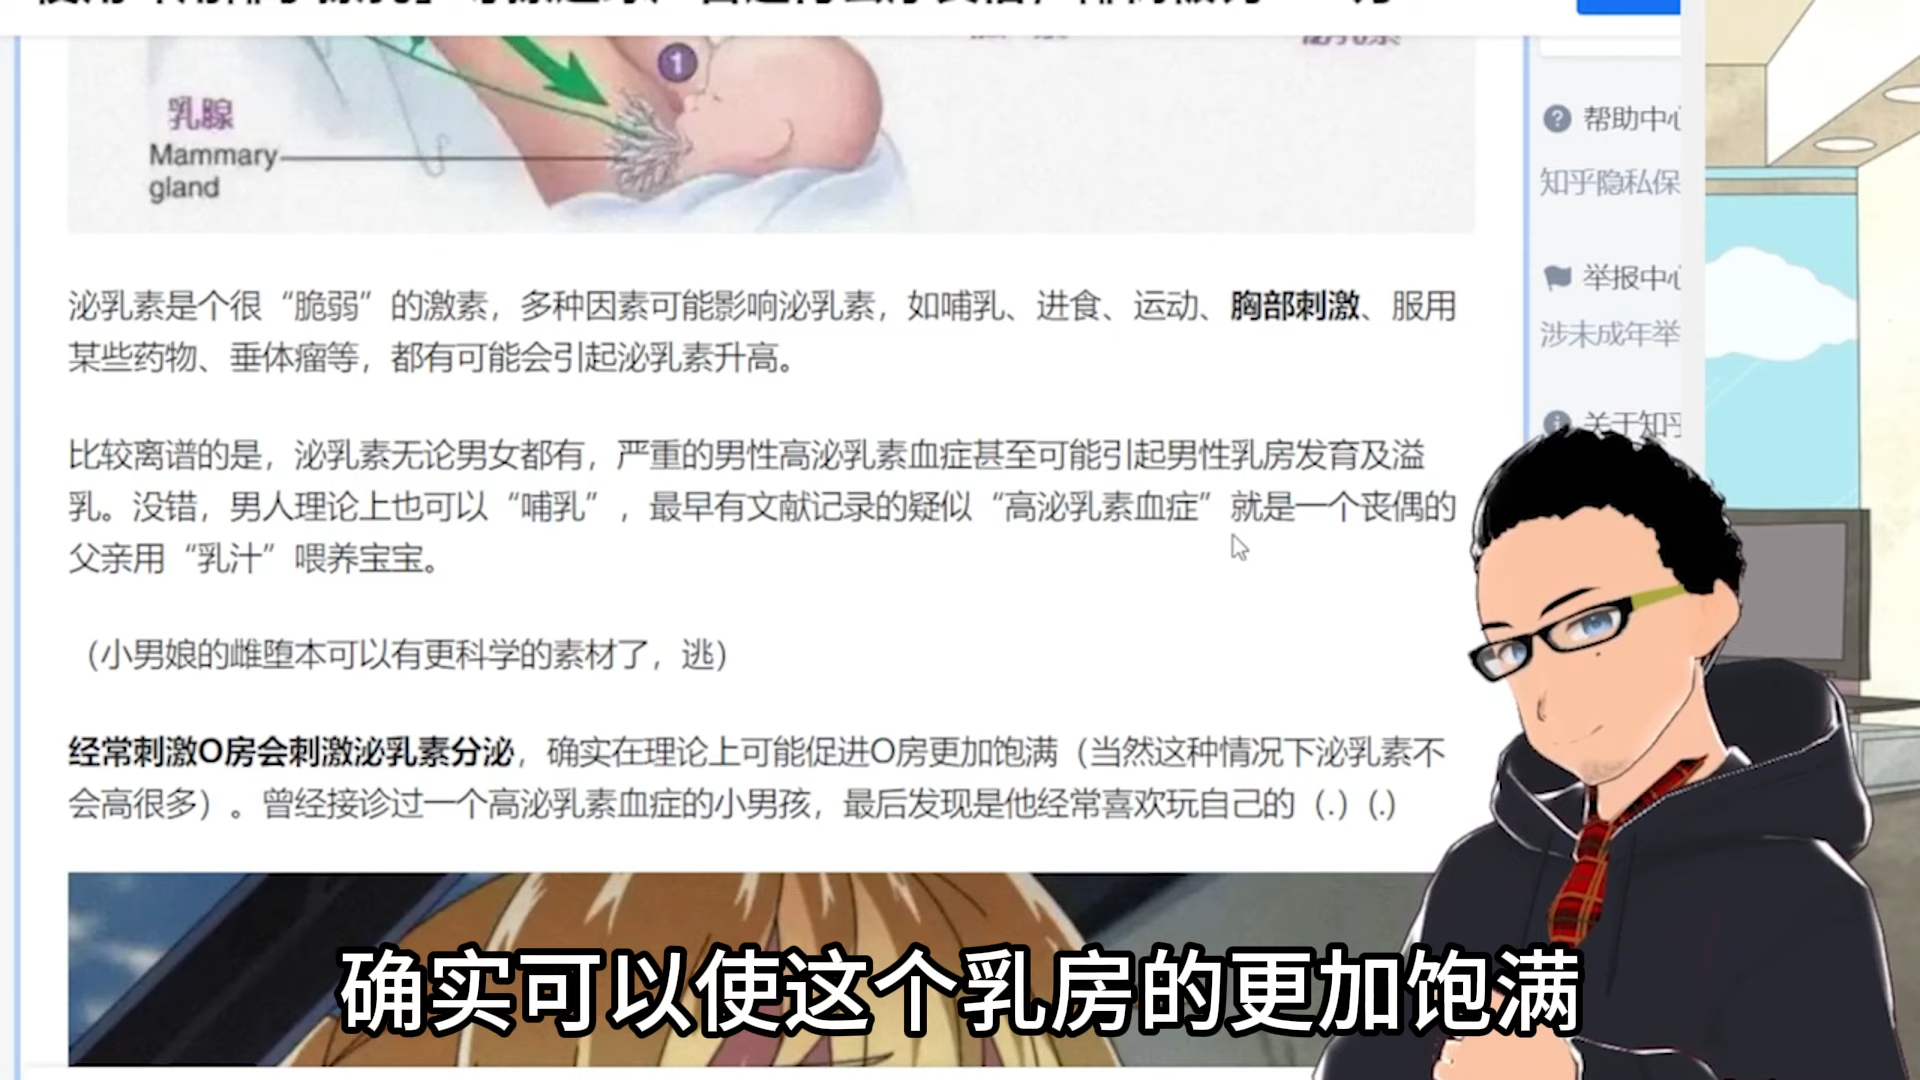 1
乳腺
Mammary
gland
泌乳素是个很“脆弱”的激素，多种因素可能影响泌乳素，如哺乳、进食、运动、胸部刺激、服用
某些药物、垂体瘤等，都有可能会引起泌乳素升高。
比较离谱的是，泌乳素无论男女都有，严重的男性高泌乳素血症甚至可能引起男性乳房发育及溢
乳。没错，男人理论上也可以“哺乳”，最早有文献记录的疑似“高泌乳素血症”就是一个丧偶的
父亲用“乳汁”喂养宝宝。
（小男娘的雌堕本可以有更科学的素材了，逃）
经常刺激O房会刺激泌乳素分泌，确实在理论上可能促进O房更加饱满（当然这种情况下泌乳素不
会高很多）。曾经接诊过一个高泌乳素血症的小男孩，最后发现是他经常喜欢玩自己的（.）(.)
帮助中心
知乎隐私保
举报中心
涉未成年举
关于知乎
确实可以使这个乳房的更加饱满